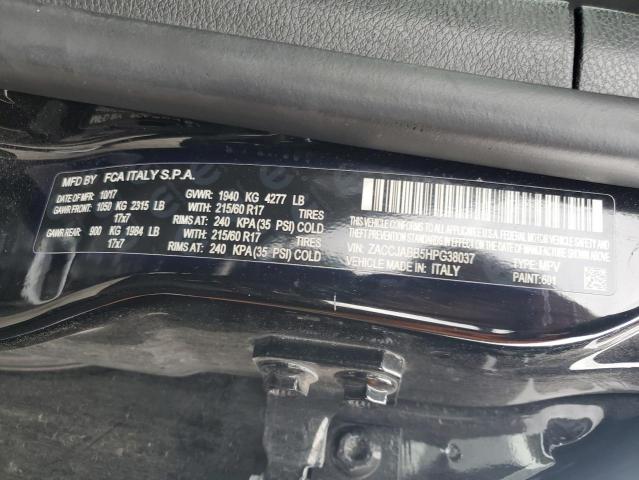 MFD BY FCA ITALY S.P.A.
DATE OF MFR: 10/17 GVWR: 1940 KG 4277 LB
GAWR FRONT: 1050 KG 2315 LB WITH 215/60 R17 TIRES
17x7 RIMS AT: 240 KPA (35 PSI) COLD
GAWR REAR: 900 KG 1984 LB WITH 215/60 R17 TIRES
17x7 RIMS AT: 240 KPA (35 PSI) COLD
THIS VEHICLE CONFORMS TO ALL APPLICABLE U.S.A. FEDERAL MOTOR VEHICLE SAFETY
BUMPER AND THEFT PREVENTION STANDARDS IN EFFECT ON THE DATE OF MFR SHOWN ABOVE
VIN: ZACCJABB5HPG38037 TYPE: MPV
VEHICLE MADE IN: ITALY PAINT: 601